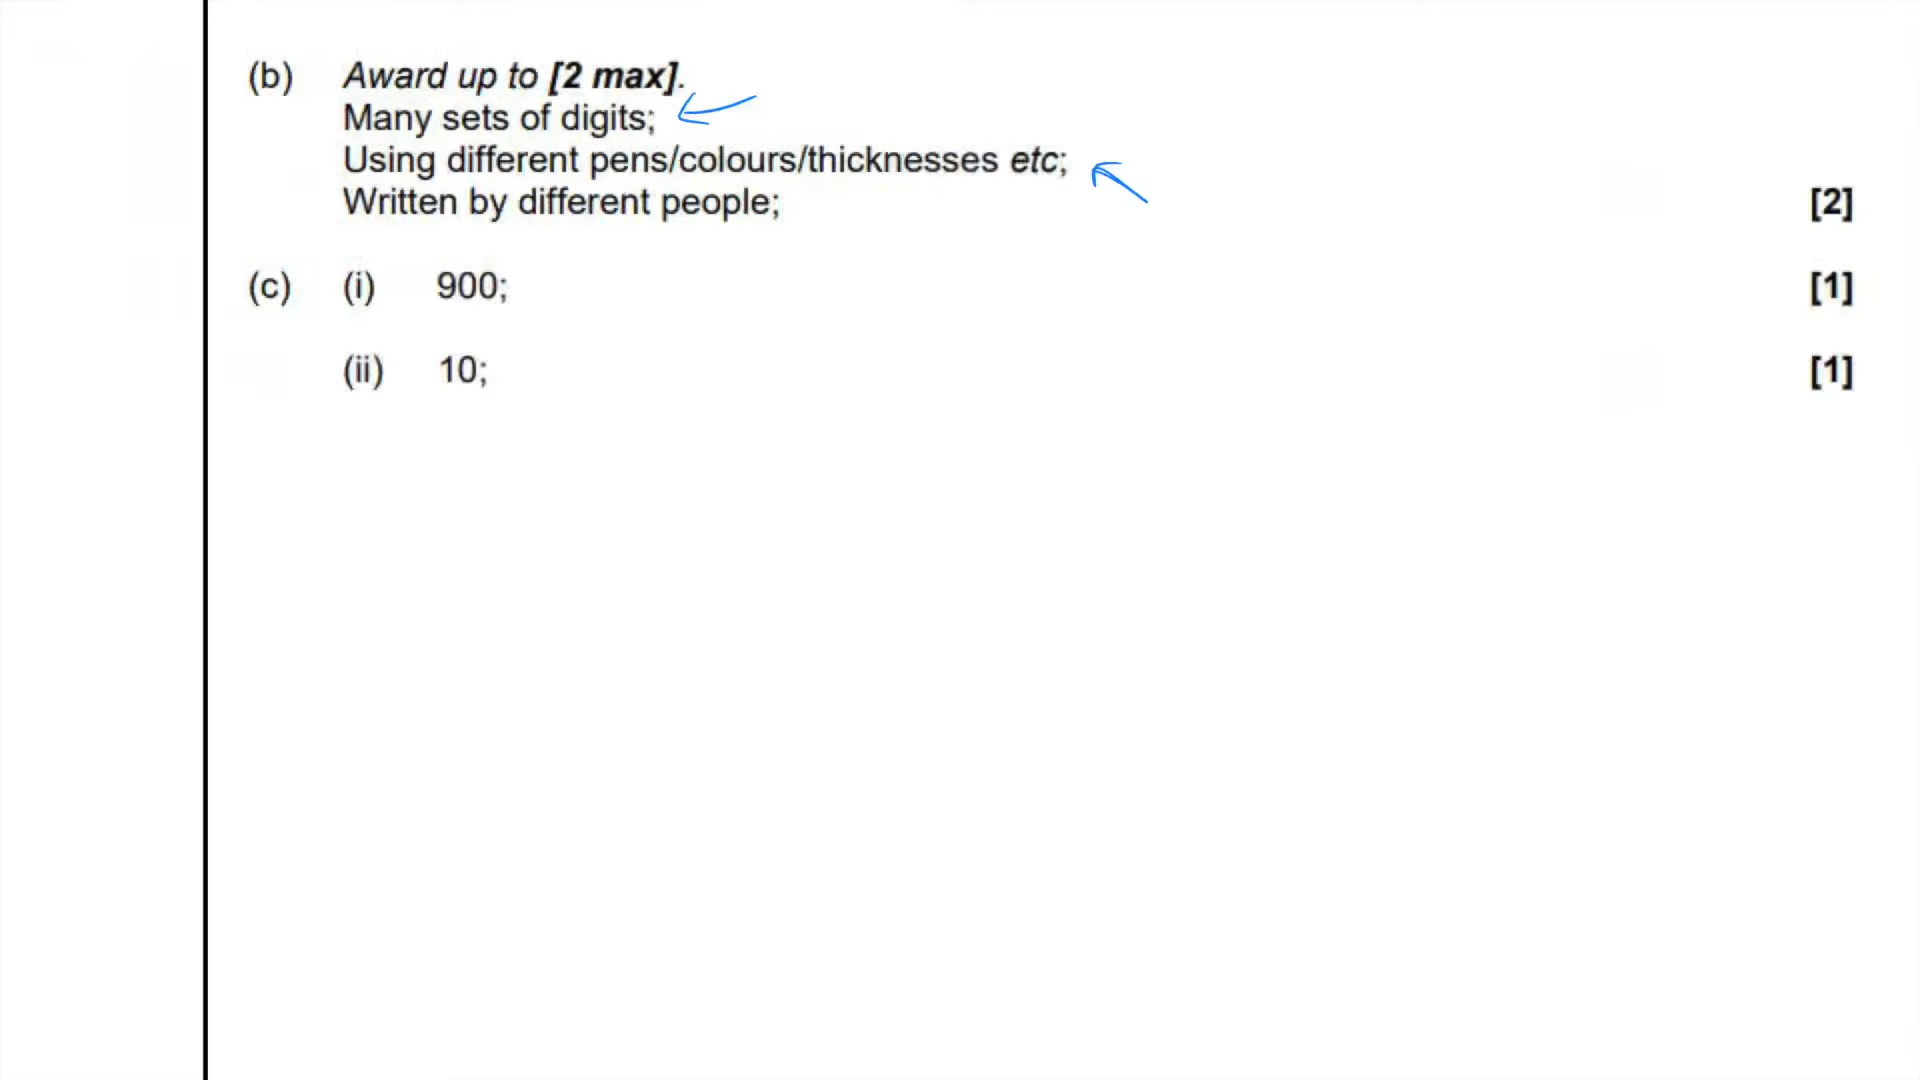 (b) Award up to [2 max].
Many sets of digits;
Using different pens/colours/thicknesses etc;
Written by different people; [2]
(c) (i) 900; [1]
(ii) 10; [1]